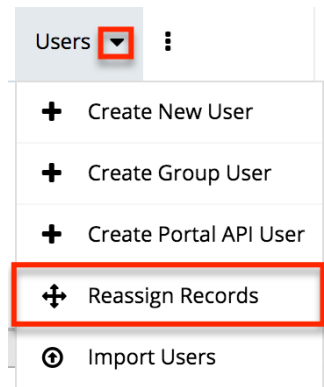 Users
Create New User
Create Group User
Create Portal API User
Reassign Records
Import Users